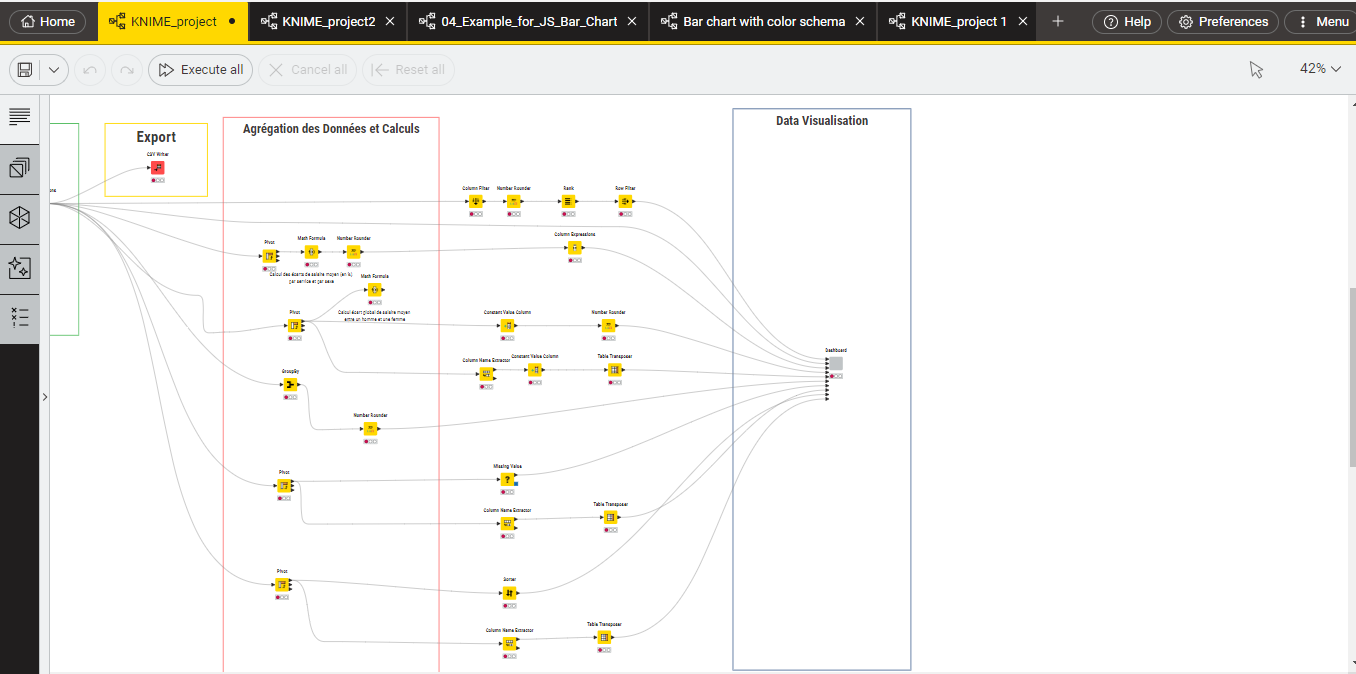 Home
KNIME_project
KNIME_project2
04_Example_for_JS_Bar_Chart
Bar chart with color schema
KNIME_project 1
Help
Preferences
Menu
Execute all
Cancel all
Reset all
42%
Export
CSV Writer
Agrégation des Données et Calculs
Data Visualisation
Column Filter
Number Rounder
Rank
Row Filter
Pivot
Math Formula
Number Rounder
Column Expressions
Calcul des écarts de salaire moyen (en %)
par service et par sexe
Math Formula
Pivot
Calcul écart global de salaire moyen
entre un homme et une femme
Constant Value Column
Number Rounder
Column Name Extractor
Constant Value Column
Table Transposer
Dashboard
GroupBy
Number Rounder
Pivot
Missing Value
Column Name Extractor
Table Transposer
Pivot
Sorter
Column Name Extractor
Table Transposer